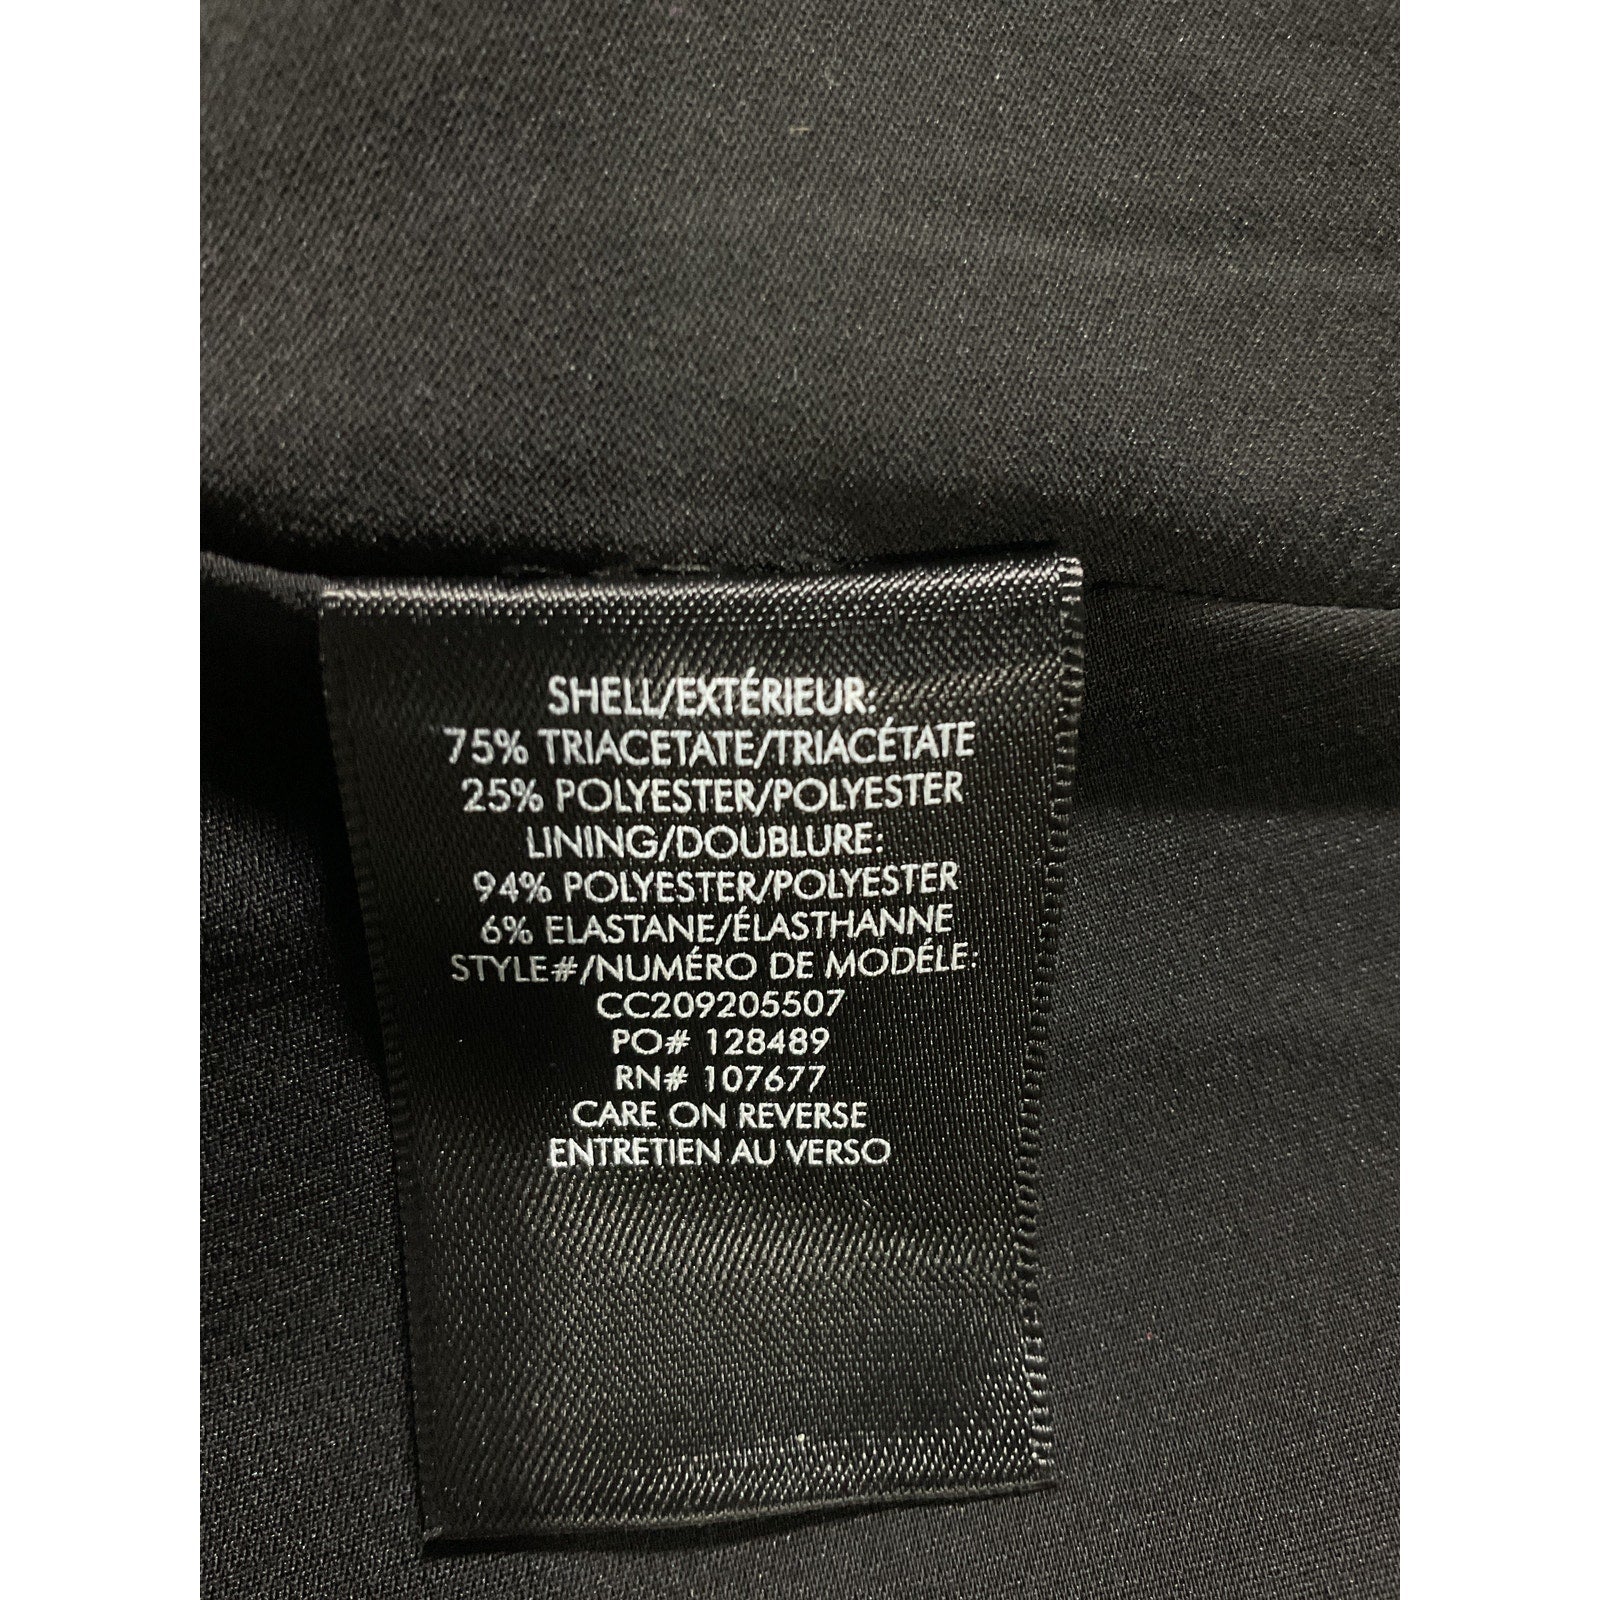 SHELL/EXTÉRIEUR:
75% TRIACETATE/TRIACÉTATE
25% POLYESTER/POLYESTER
LINING/DOUBLURE:
94% POLYESTER/POLYESTER
6% ELASTANE/ÉLASTHANNE
STYLE#/NUMÉRO DE MODÉLE:
CC209205507
PO# 128489
RN# 107677
CARE ON REVERSE
ENTRETIEN AU VERSO